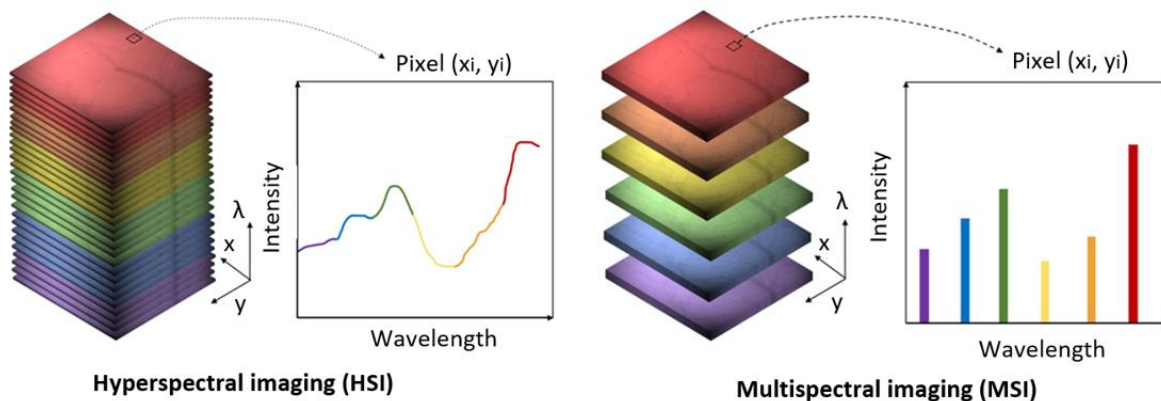 Pixel (xi, yi)
Intensity
λ
x
y
Wavelength
Hyperspectral imaging (HSI)
Pixel (xi, yi)
Intensity
λ
x
y
Wavelength
Multispectral imaging (MSI)